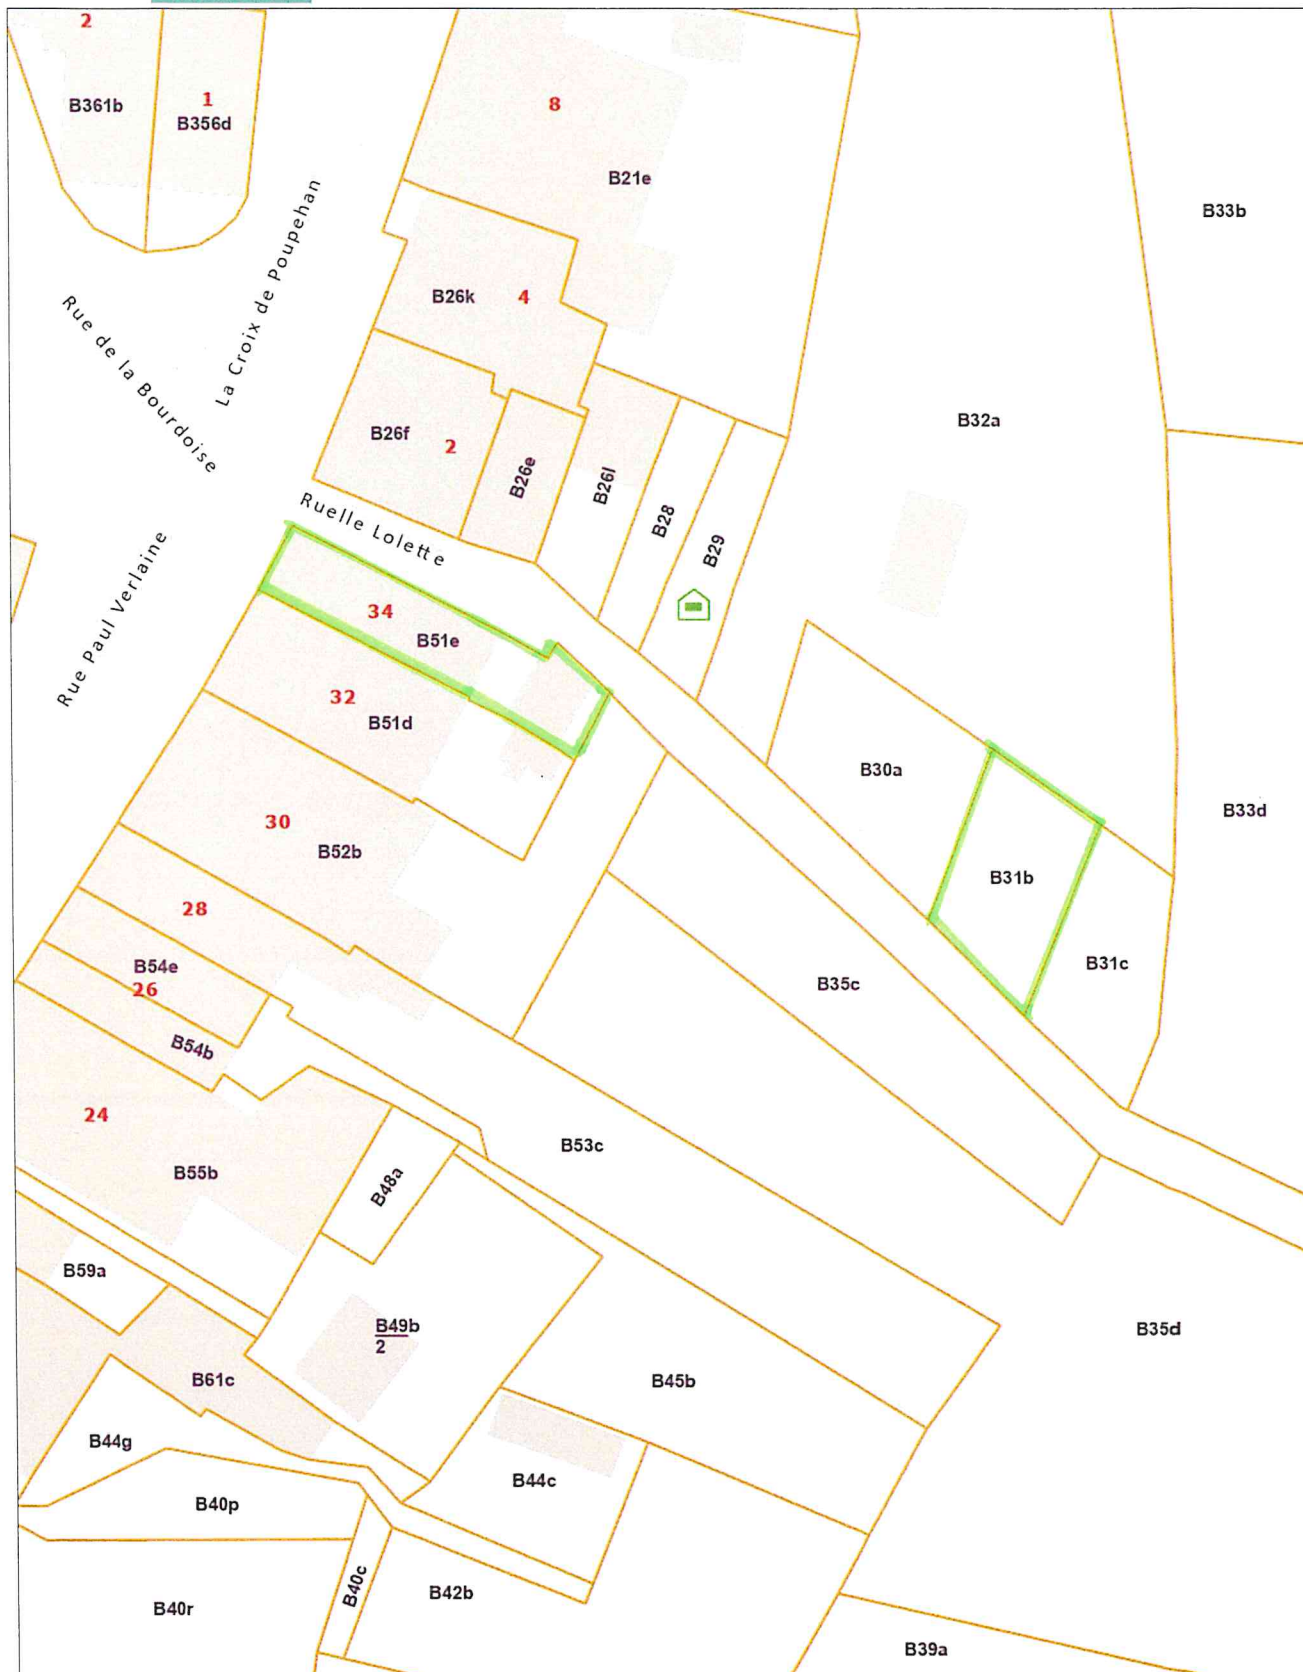 2
B361b
1
B356d
8
B21e
B33b
La Croix de Poupehan
Rue de la Bourdoise
B26k
4
B26f
2
B26e
B26l
B28
B29
B32a
Ruelle Lolette
Rue Paul Verlaine
34
B51e
32
B51d
B30a
B33d
30
B52b
B31b
28
B54e
26
B35c
B31c
B54b
24
B55b
B53c
B48a
B59a
B49b
2
B35d
B61c
B45b
B44g
B44c
B40p
B40c
B42b
B40r
B39a